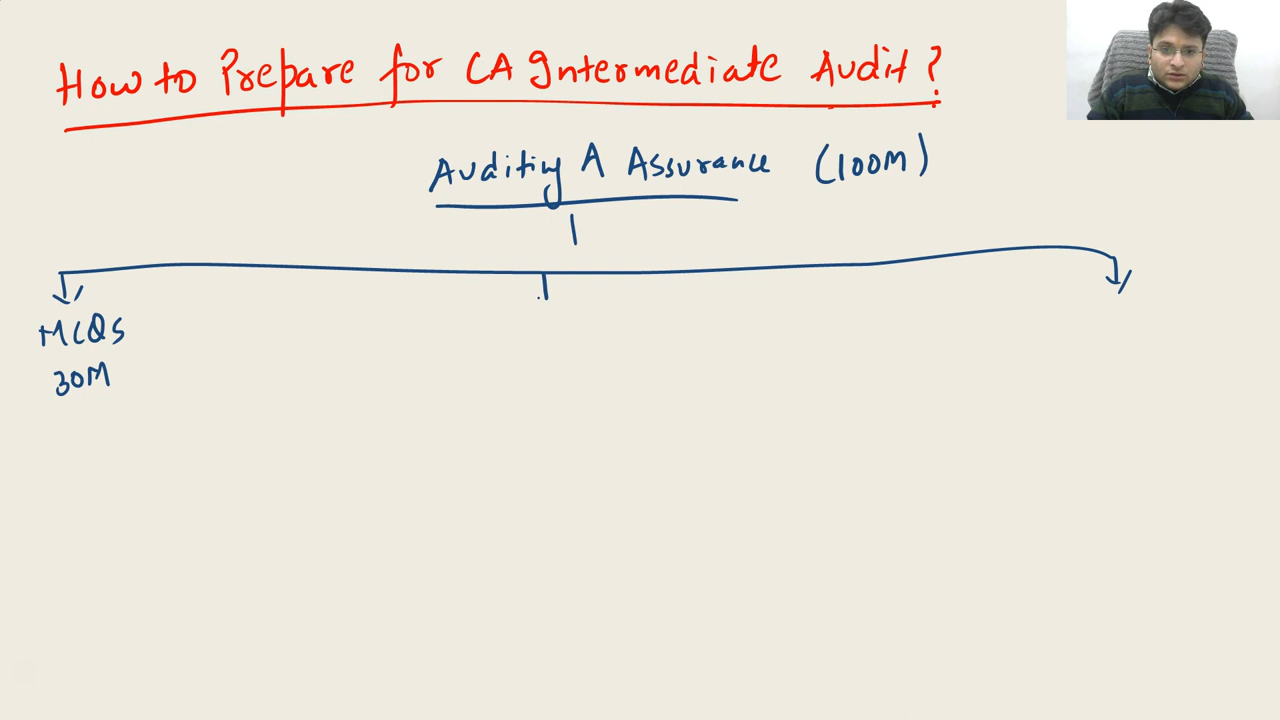 How to Prepare for CA Intermediate Audit?
Auditing A Assurance (100M)
MCQs
30M